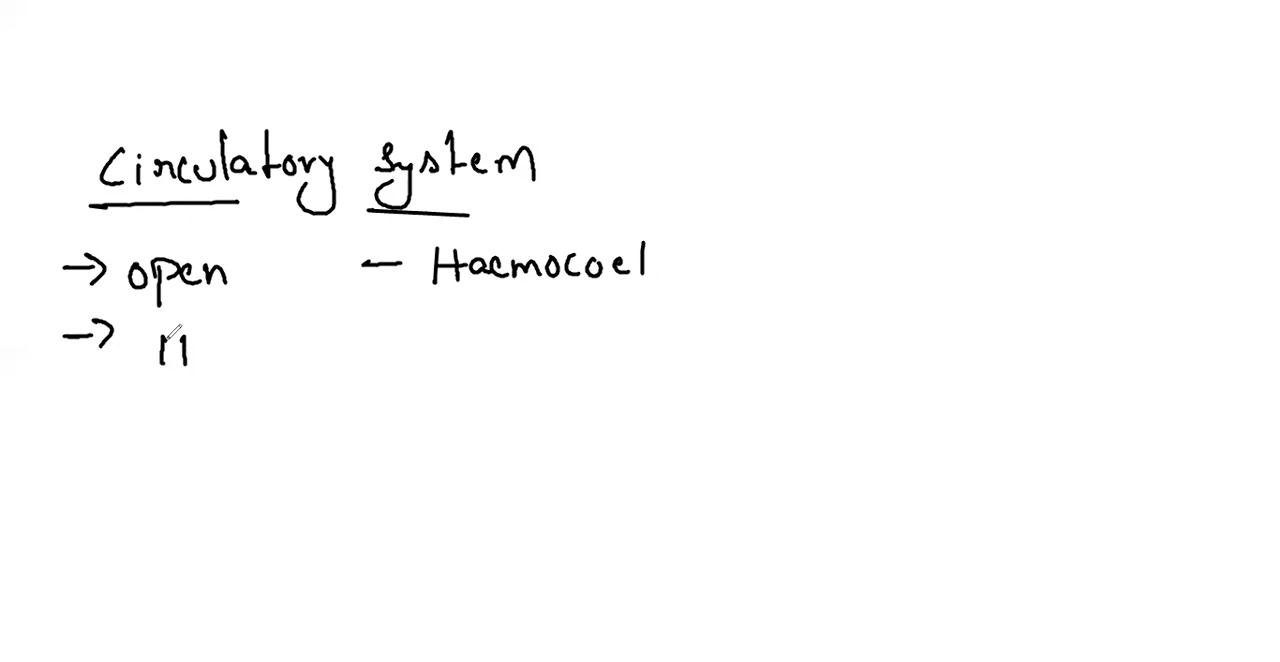 Circulatory system
→ open - Haemocoel
→